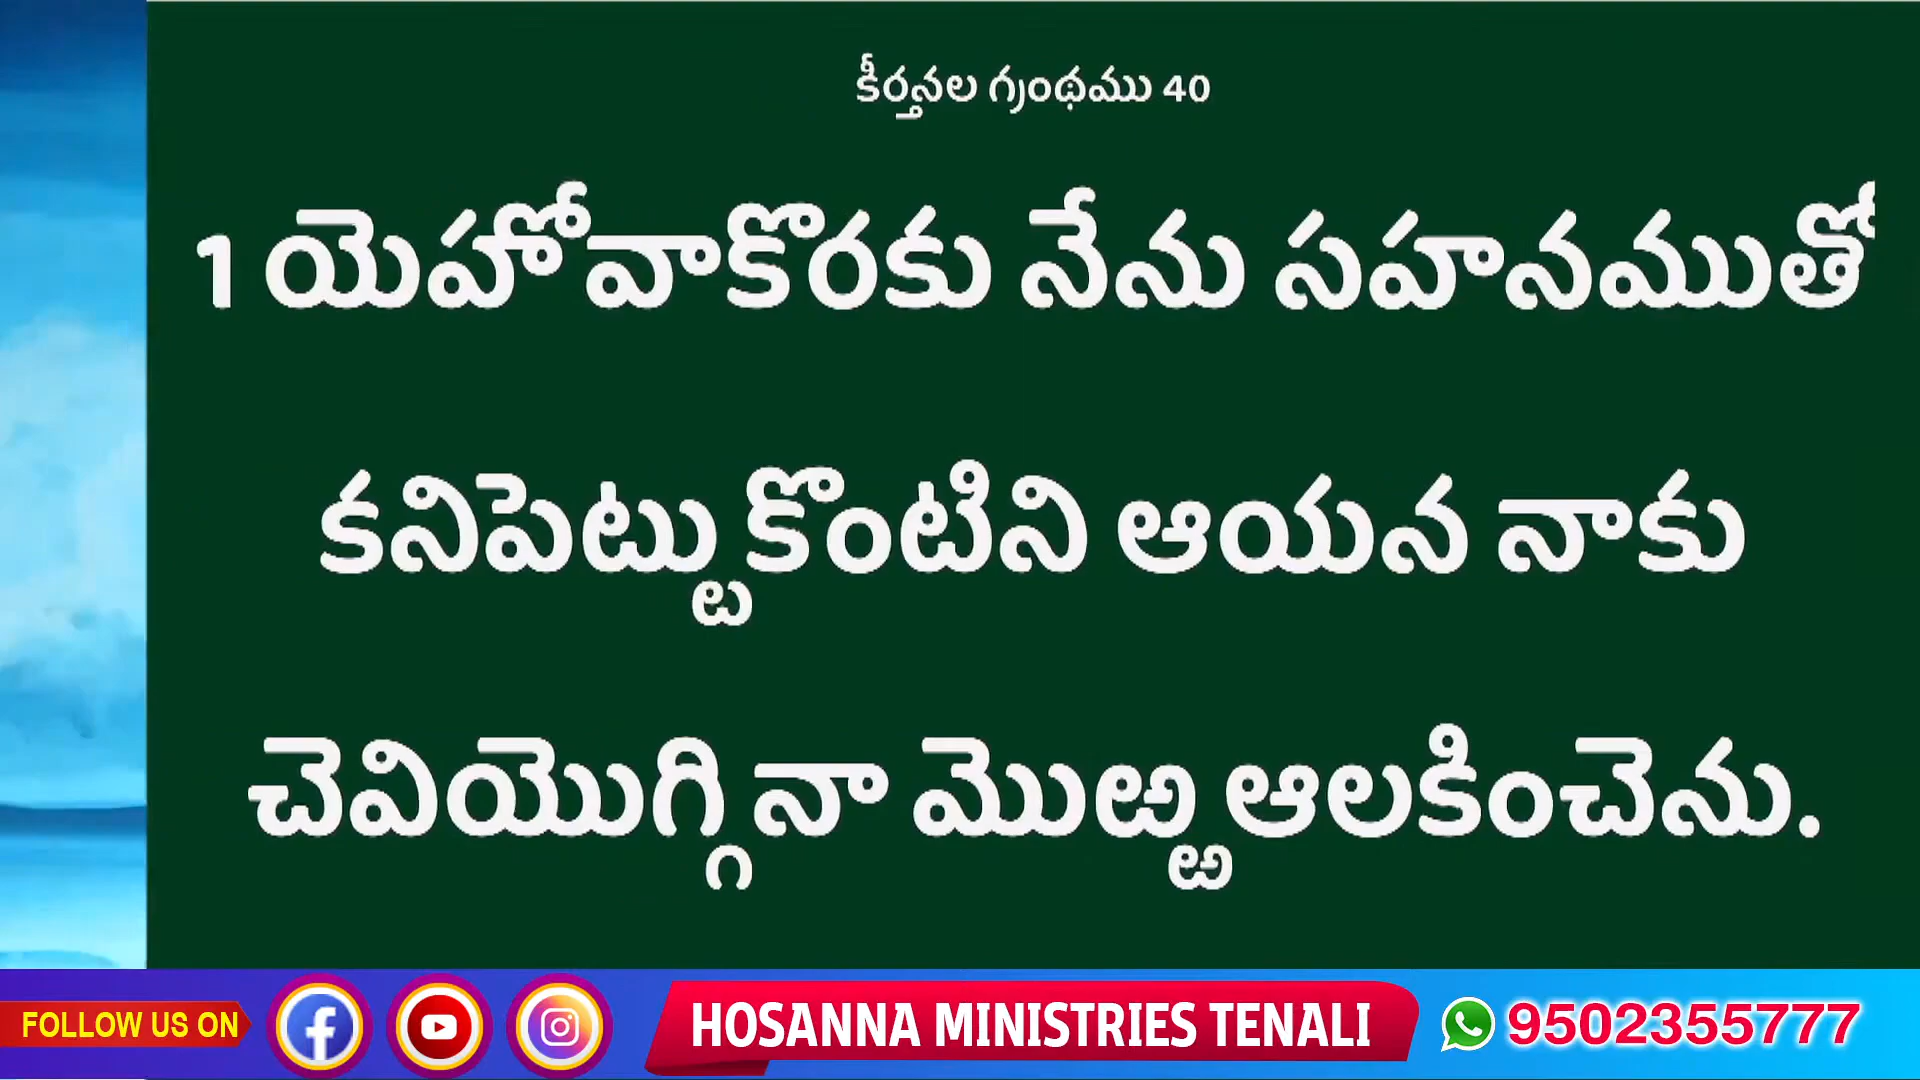 కీర్తనల గ్రంథము 40
1 యెహోవాకొరకు నేను సహనముతో
కనిపెట్టుకొంటిని ఆయన నాకు
చెవియొగ్గి నా మొఱ్ఱ ఆలకించెను.
FOLLOW US ON
HOSANNA MINISTRIES TENALI
9502355777